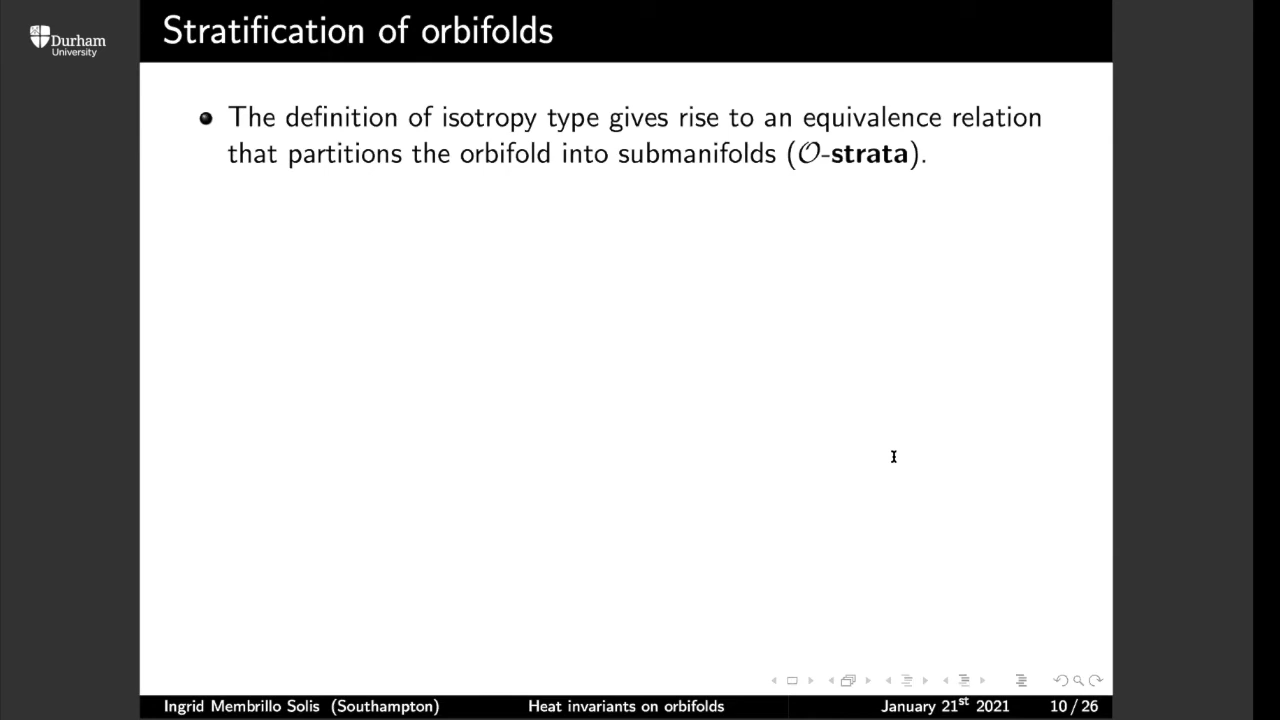 Durham
University
Stratification of orbifolds
The definition of isotropy type gives rise to an equivalence relation
that partitions the orbifold into submanifolds (𝒪-strata).
Ingrid Membrillo Solis (Southampton) Heat invariants on orbifolds January 21st 2021 10 / 26